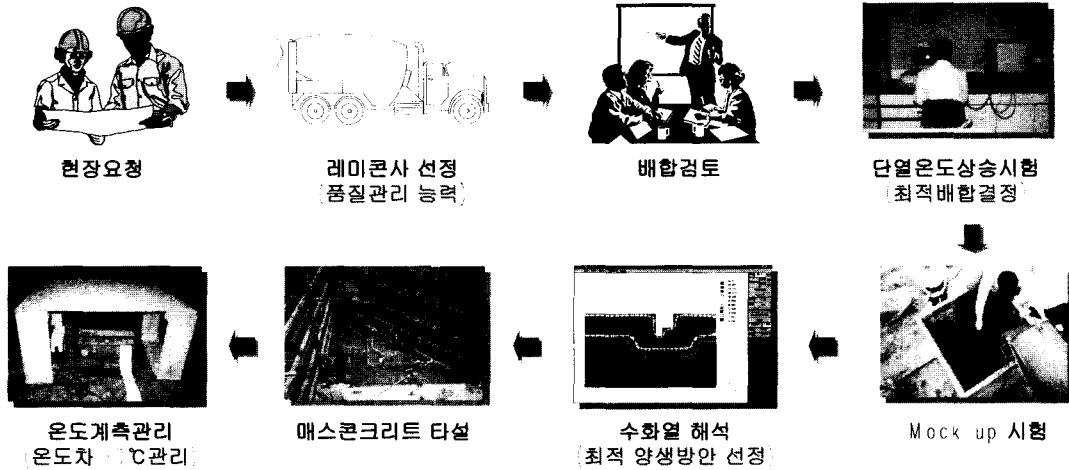 현장요청
레미콘사 선정
(품질관리 능력)
배합검토
단열온도상승시험
(최적배합결정)
Mock up 시험
수화열 해석
(최적 양생방안 선정)
매스콘크리트 타설
온도계측관리
(온도차 ℃관리)